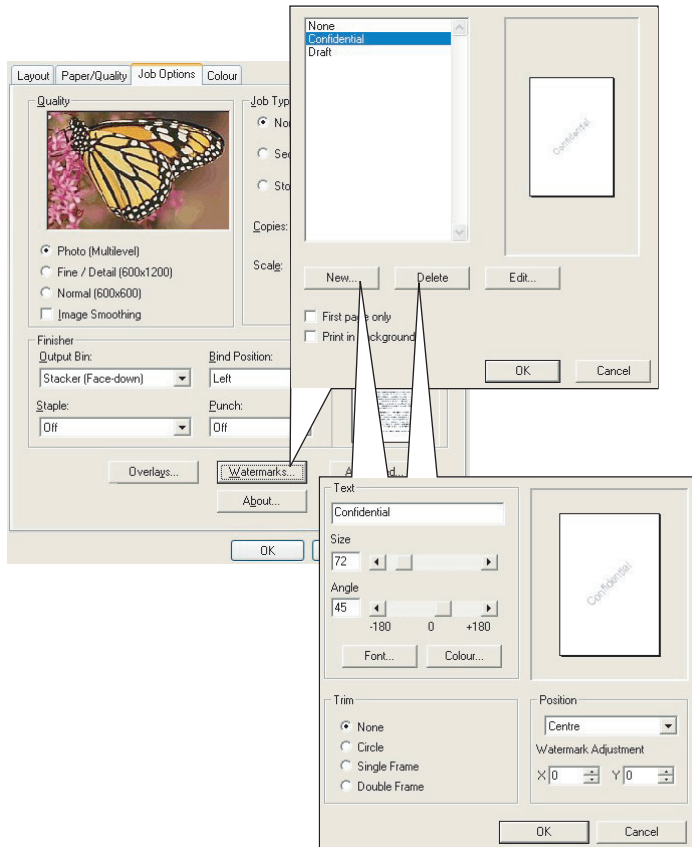 Layout Paper/Quality Job Options Colour
Quality
Photo (Multilevel)
Fine / Detail (600x1200)
Normal (600x600)
Image Smoothing
Job Typ
Copies:
Scale:
Finisher
Output Bin: Bind Position:
Stacker (Face-down) Left
Staple: Punch:
Off Off
Overlays... Watermarks...
About...
OK
None
Confidential
Draft
Confidential
New... Delete Edit...
First page only
Print in background
OK Cancel
Text
Confidential
Size
72
Angle
45
-180 0 +180
Font... Colour...
Confidential
Trim
None
Circle
Single Frame
Double Frame
Position
Centre
Watermark Adjustment
X 0 Y 0
OK Cancel